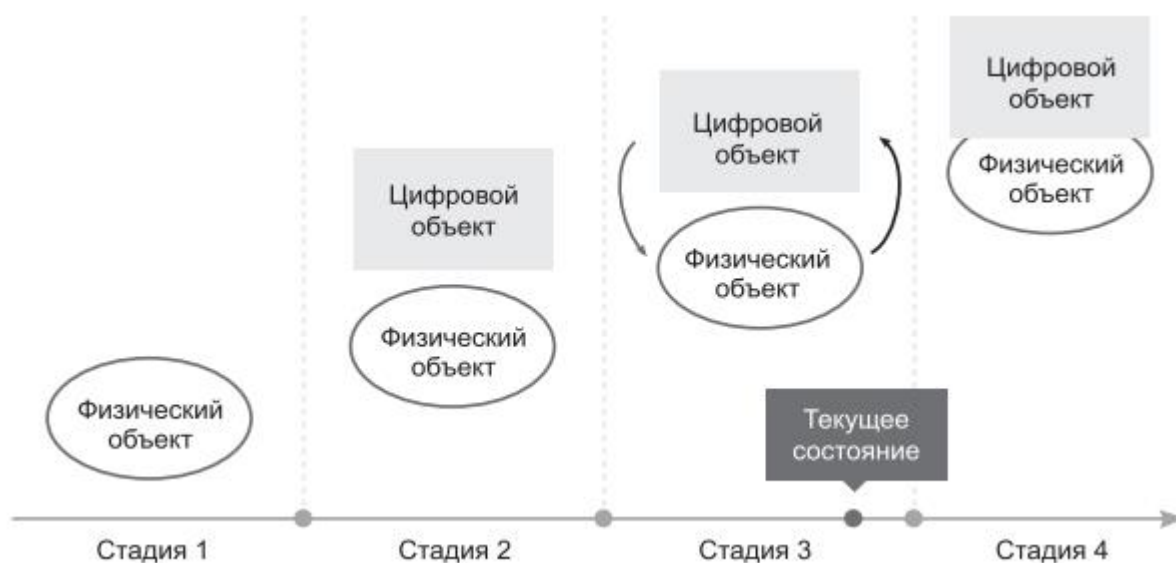 Цифровой
объект
Физический
объект
Цифровой
объект
Физический
объект
Цифровой
объект
Физический
объект
Физический
объект
Текущее
состояние
Стадия 1
Стадия 2
Стадия 3
Стадия 4